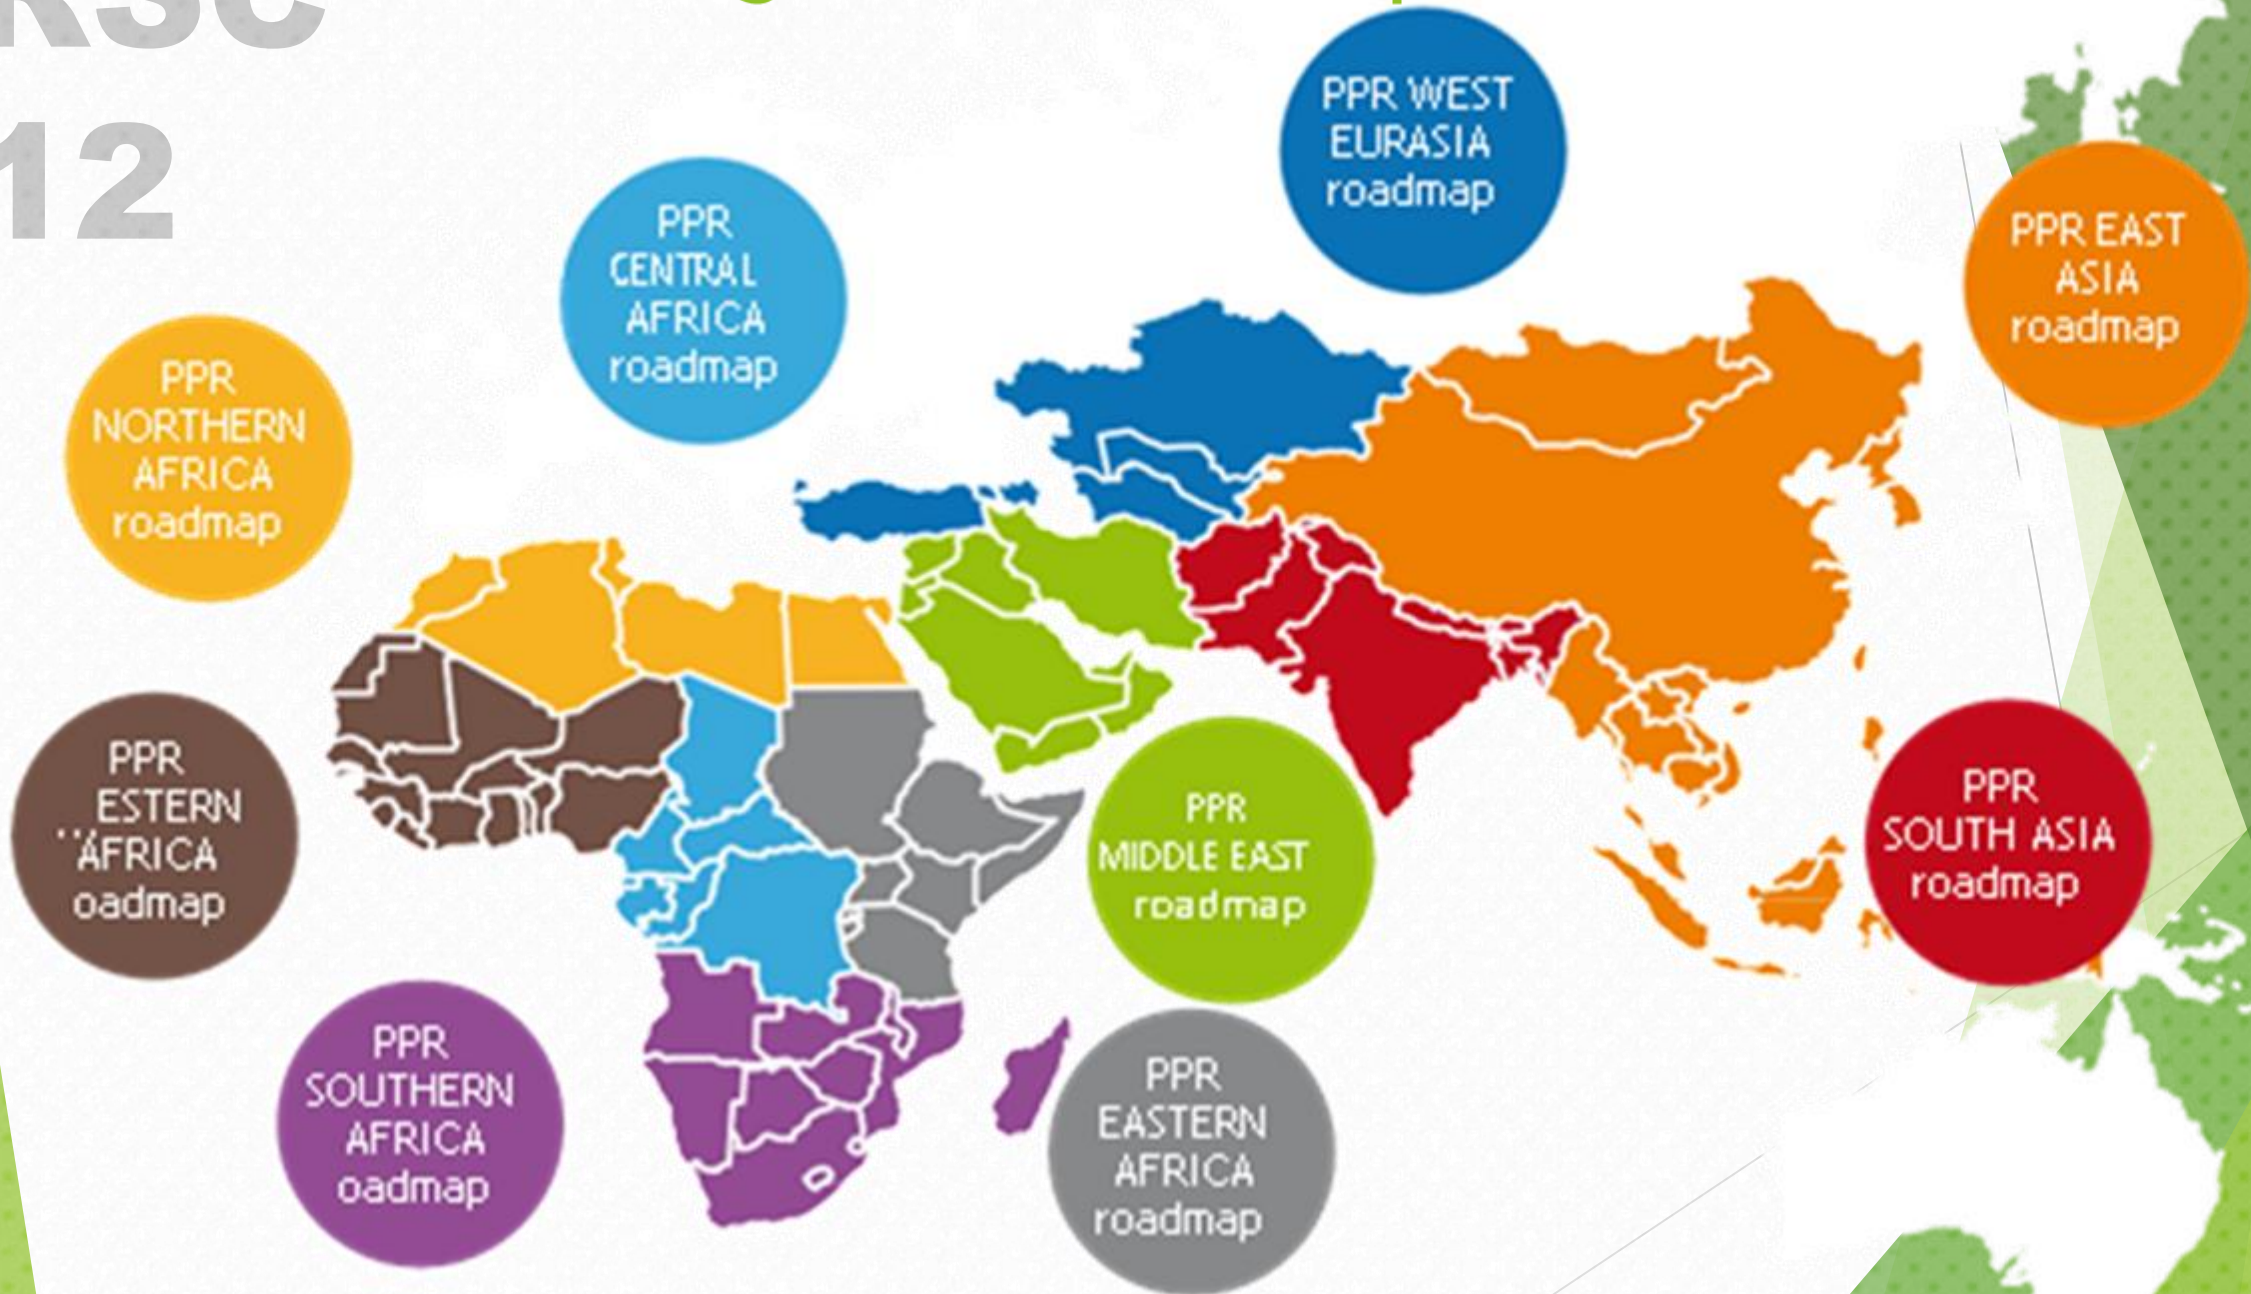 RSC
12
PPR WEST
EURASIA
roadmap
PPR EAST
ASIA
roadmap
PPR
CENTRAL
AFRICA
roadmap
PPR
NORTHERN
AFRICA
roadmap
PPR
ESTERN
AFRICA
oadmap
PPR
MIDDLE EAST
roadmap
PPR
SOUTH ASIA
roadmap
PPR
SOUTHERN
AFRICA
oadmap
PPR
EASTERN
AFRICA
roadmap